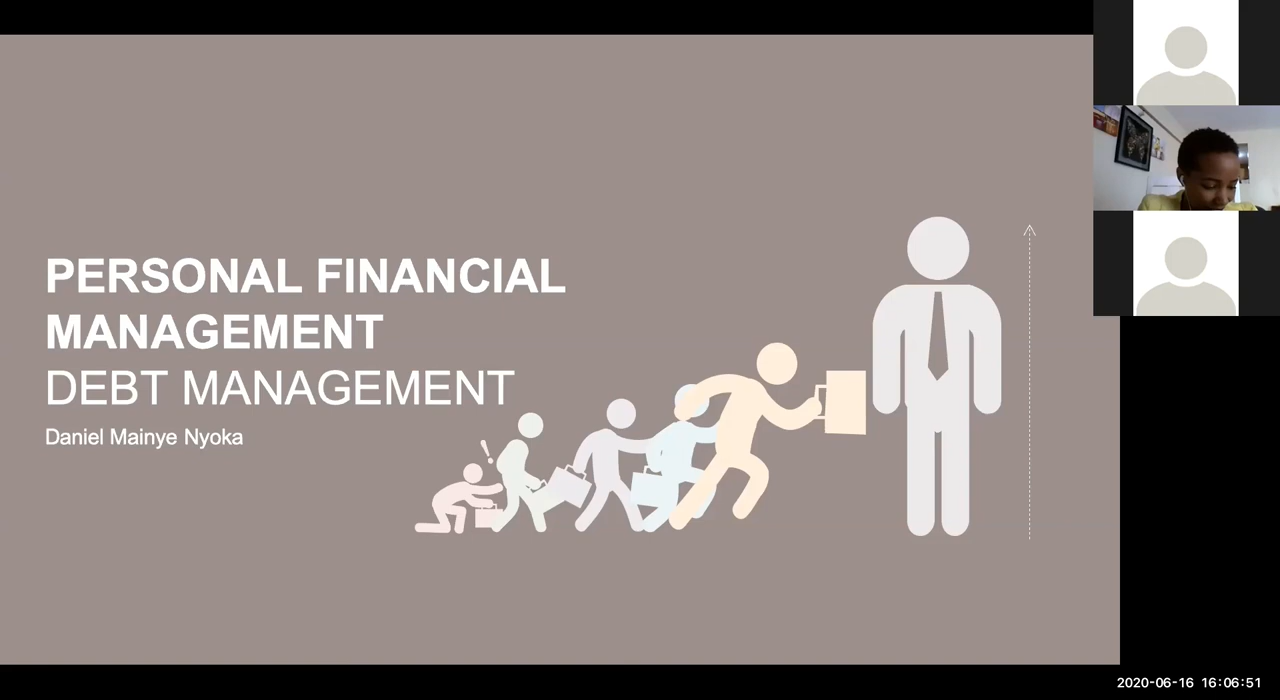 PERSONAL FINANCIAL
MANAGEMENT
DEBT MANAGEMENT
Daniel Mainye Nyoka
2020-06-16 16:06:51